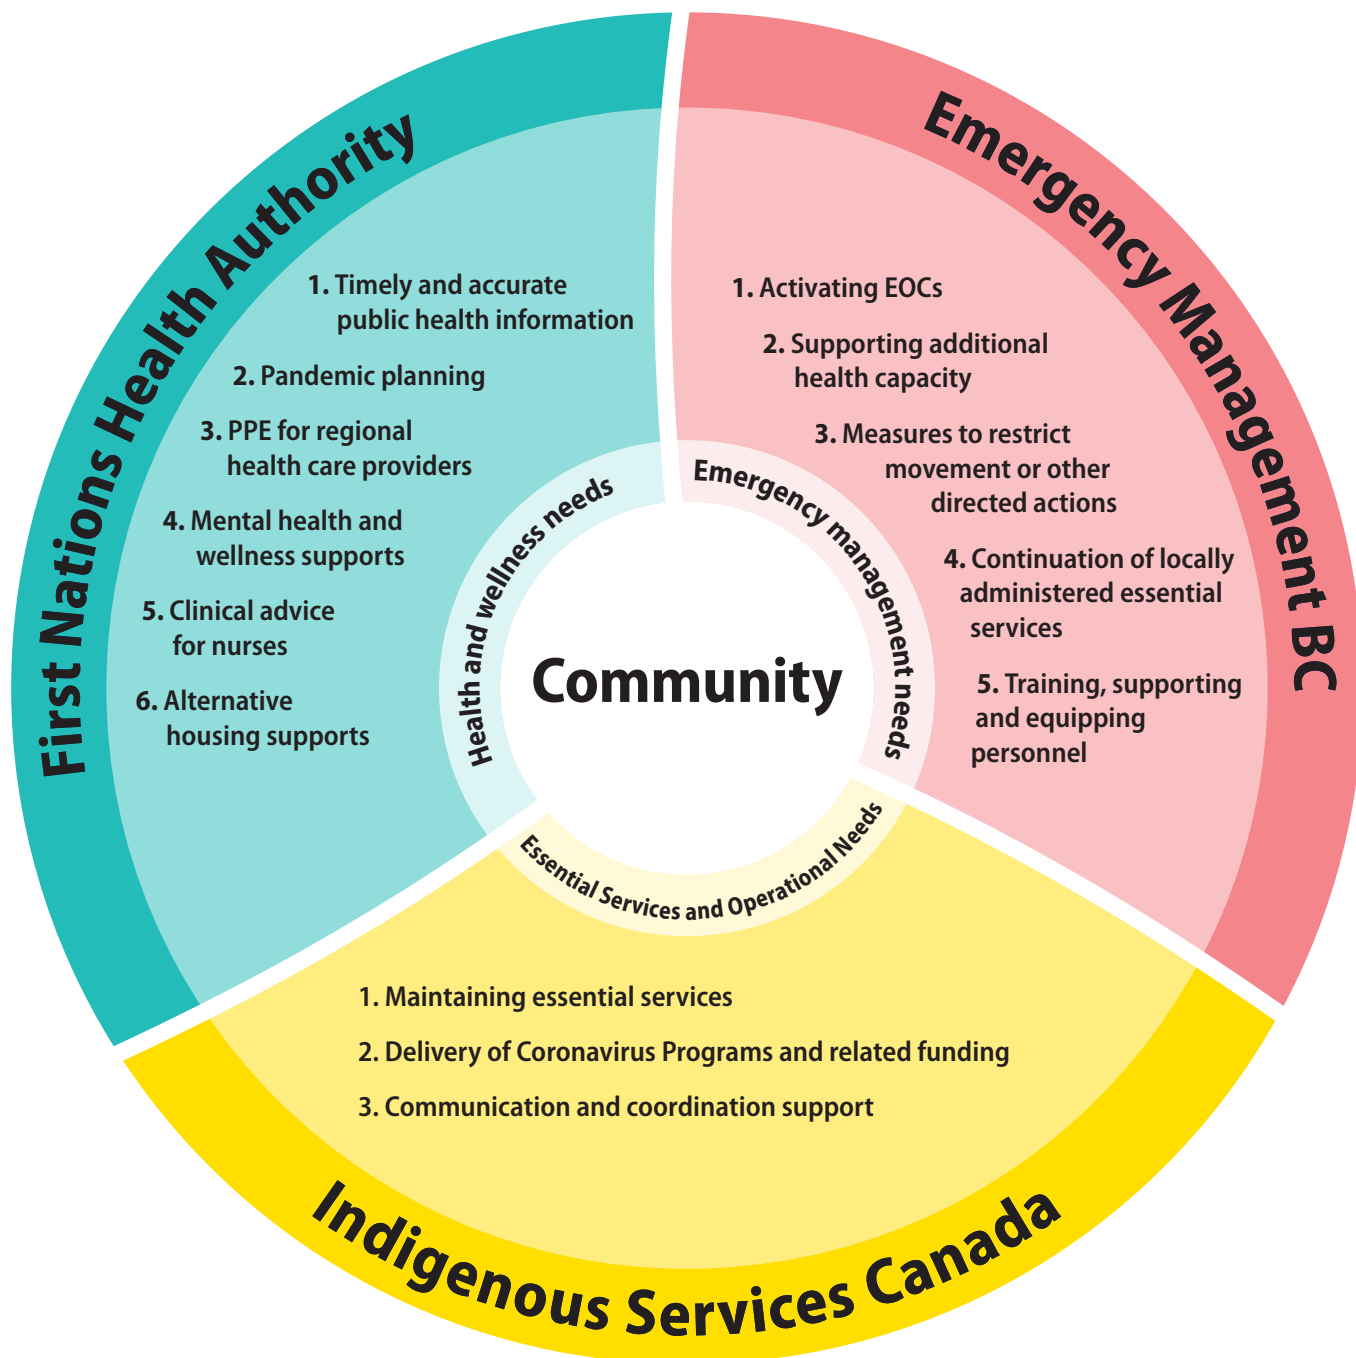 First Nations Health Authority
1. Timely and accurate
public health information
2. Pandemic planning
3. PPE for regional
health care providers
4. Mental health and
wellness supports
5. Clinical advice
for nurses
6. Alternative
housing supports
Health and wellness needs
Emergency Management BC
1. Activating EOCs
2. Supporting additional
health capacity
3. Measures to restrict
movement or other
directed actions
4. Continuation of locally
administered essential
services
5. Training, supporting
and equipping
personnel
Emergency management needs
Community
Essential Services and Operational Needs
1. Maintaining essential services
2. Delivery of Coronavirus Programs and related funding
3. Communication and coordination support
Indigenous Services Canada